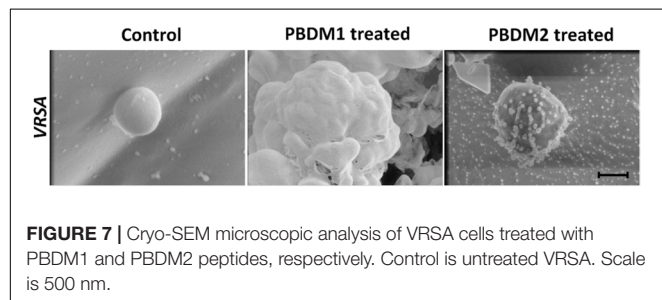 Control PBDM1 treated PBDM2 treated
VRSA
FIGURE 7 | Cryo-SEM microscopic analysis of VRSA cells treated with
PBDM1 and PBDM2 peptides, respectively. Control is untreated VRSA. Scale
is 500 nm.